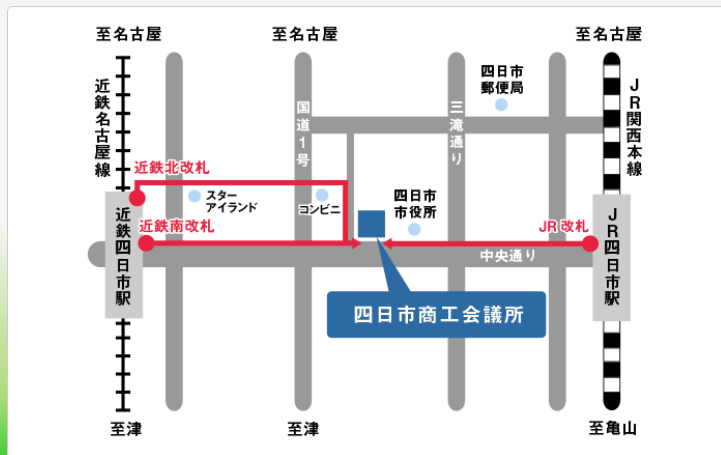 至名古屋
至名古屋
至名古屋
近鉄名古屋線
国道1号
三滝通り
四日市
郵便局
JR関西本線
近鉄北改札
スター
アイランド
コンビニ
四日市
市役所
近鉄南改札
JR改札
近鉄四日市駅
JR四日市駅
中央通り
四日市商工会議所
至津
至津
至亀山